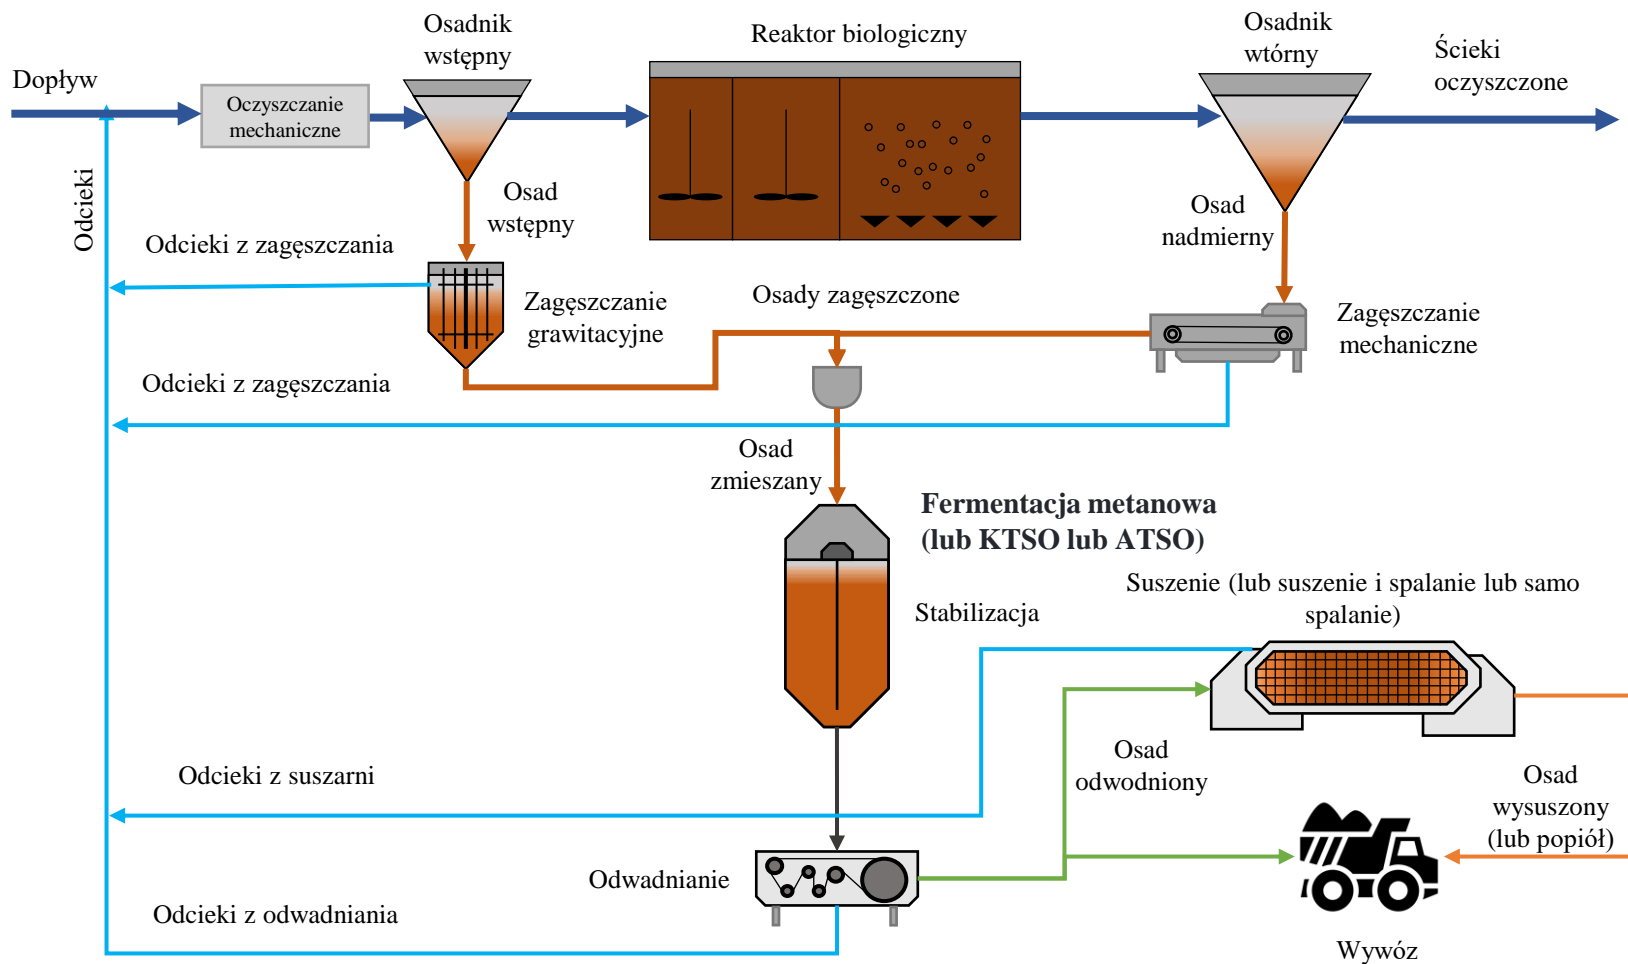 Dopływ
Oczyszczanie
mechaniczne
Osadnik
wstępny
Reaktor biologiczny
Osadnik
wtórny
Ścieki
oczyszczone
Odcieki
Osad
wstępny
Osad
nadmierny
Odcieki z zagęszczania
Zagęszczanie
grawitacyjne
Osady zagęszczone
Zagęszczanie
mechaniczne
Odcieki z zagęszczania
Osad
zmieszany
Fermentacja metanowa
(lub KTSO lub ATSO)
Stabilizacja
Suszenie (lub suszenie i spalanie lub samo
spalanie)
Odcieki z suszarni
Osad
odwodniony
Osad
wysuszony
(lub popiół)
Odwadnianie
Odcieki z odwadniania
Wywóz